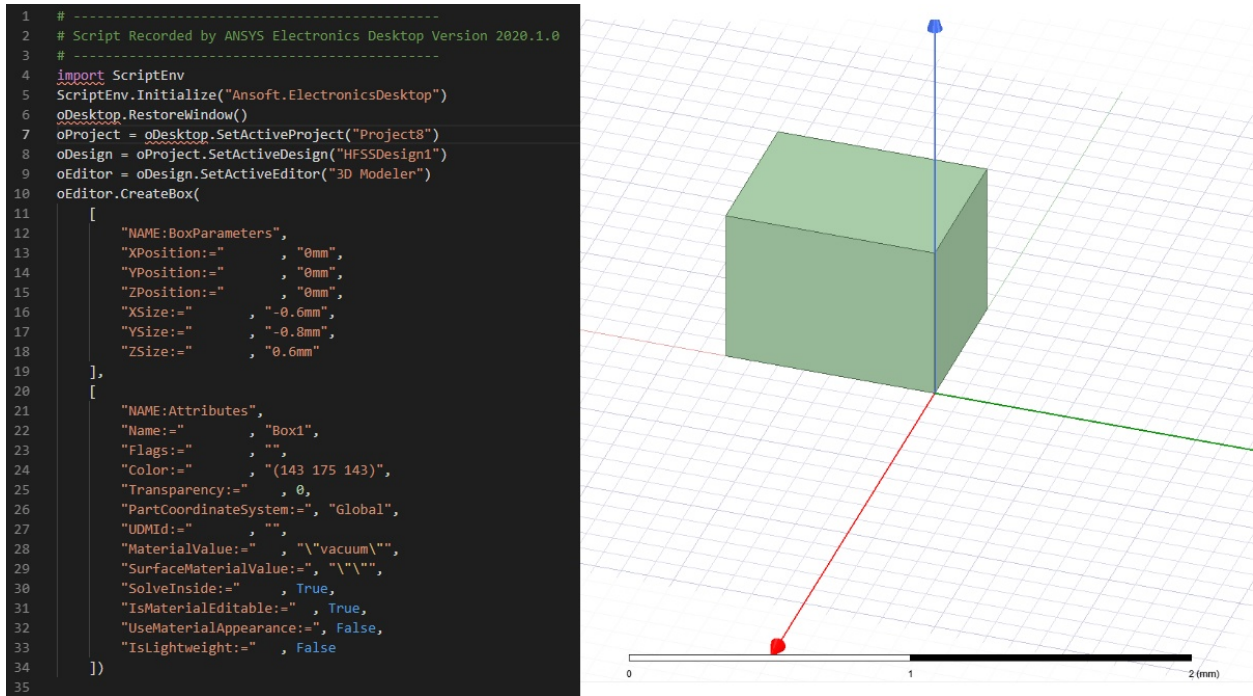 1 # -------------------------------------------
2 # Script Recorded by ANSYS Electronics Desktop Version 2020.1.0
3 # -------------------------------------------
4 import ScriptEnv
5 ScriptEnv.Initialize("Ansoft.ElectronicsDesktop")
6 oDesktop.RestoreWindow()
7 oProject = oDesktop.SetActiveProject("Project8")
8 oDesign = oProject.SetActiveDesign("HFSSDesign1")
9 oEditor = oDesign.SetActiveEditor("3D Modeler")
10 oEditor.CreateBox(
11     [
12         "NAME:BoxParameters",
13         "XPosition:="       , "0mm",
14         "YPosition:="       , "0mm",
15         "ZPosition:="       , "0mm",
16         "XSize:="       , "-0.6mm",
17         "YSize:="       , "-0.8mm",
18         "ZSize:="       , "0.6mm"
19     ],
20     [
21         "NAME:Attributes",
22         "Name:="        , "Box1",
23         "Flags:="       , "",
24         "Color:="       , "(143 175 143)",
25         "Transparency:="    , 0,
26         "PartCoordinateSystem:=", "Global",
27         "UDMId:="       , "",
28         "MaterialValue:="   , "\"vacuum\"",
29         "SurfaceMaterialValue:=", "\"\"",
30         "SolveInside:="     , True,
31         "IsMaterialEditable:="  , True,
32         "UseMaterialAppearance:=", False,
33         "IsLightweight:="   , False
34     ])
35
0 1 2 (mm)